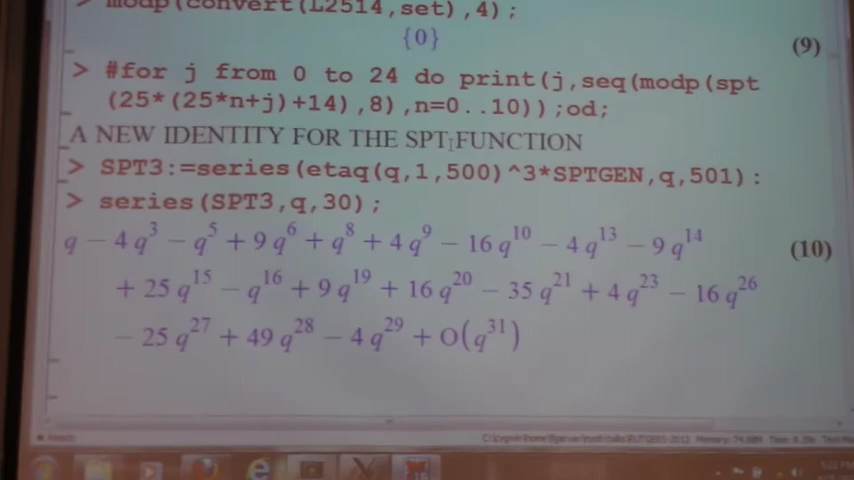 > modp(convert(L2514,set),4);
{0}
(9)
> #for j from 0 to 24 do print(j,seq(modp(spt
(25*(25*n+j)+14),8),n=0..10));od;
A NEW IDENTITY FOR THE SPT FUNCTION
> SPT3:=series(etaq(q,1,500)^3*SPTGEN,q,501):
> series(SPT3,q,30);
q − 4 q^3 − q^5 + 9 q^6 + q^8 + 4 q^9 − 16 q^10 − 4 q^13 − 9 q^14
(10)
+ 25 q^15 − q^16 + 9 q^19 + 16 q^20 − 35 q^21 + 4 q^23 − 16 q^26
− 25 q^27 + 49 q^28 − 4 q^29 + O(q^31)
Ready